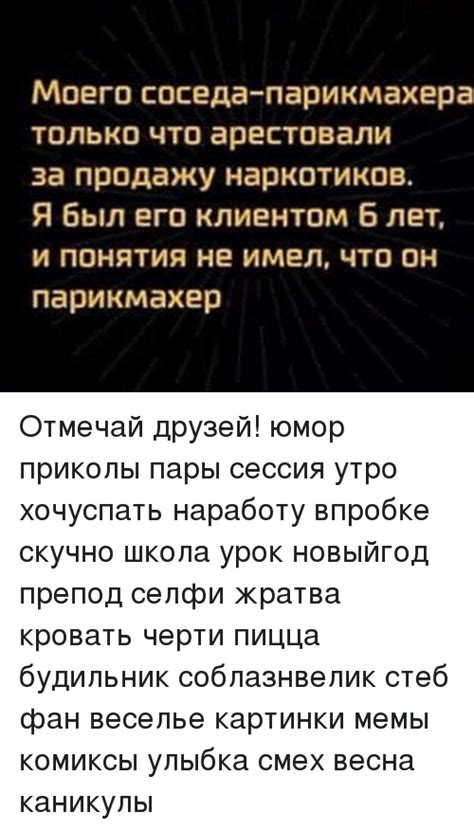 Моего соседа-парикмахера
только что арестовали
за продажу наркотиков.
Я был его клиентом 6 лет,
и понятия не имел, что он
парикмахер
Отмечай друзей! юмор
приколы пары сессия утро
хочуспать наработу впробке
скучно школа урок новыйгод
препод селфи жратва
кровать черти пицца
будильник соблазнвелик стеб
фан веселье картинки мемы
комиксы улыбка смех весна
каникулы